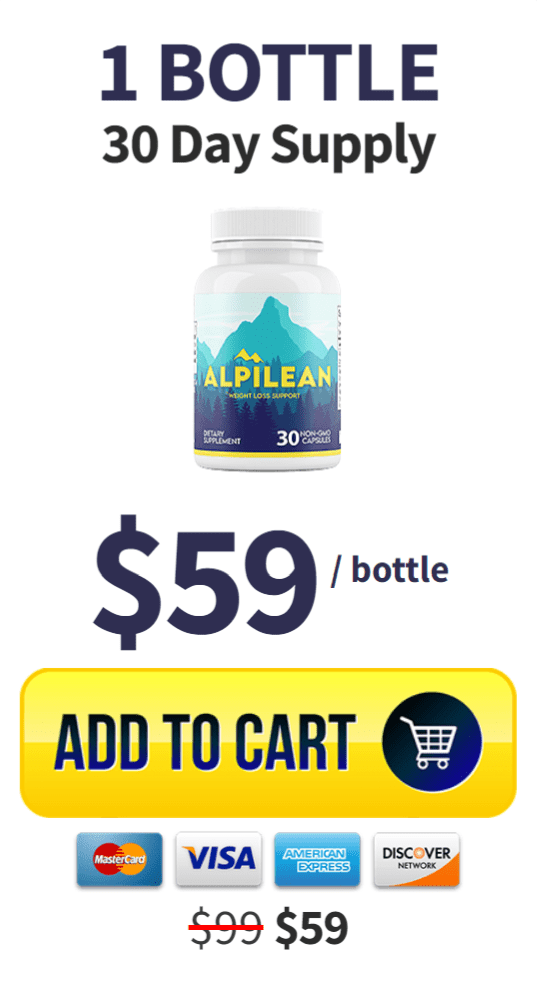 1 BOTTLE
30 Day Supply
ALPILEAN
WEIGHT LOSS SUPPORT
DIETARY
SUPPLEMENT
30 NON-GMO
CAPSULES
$59 / bottle
ADD TO CART
MasterCard
VISA
AMERICAN
EXPRESS
DISCOVER
NETWORK
$99 $59